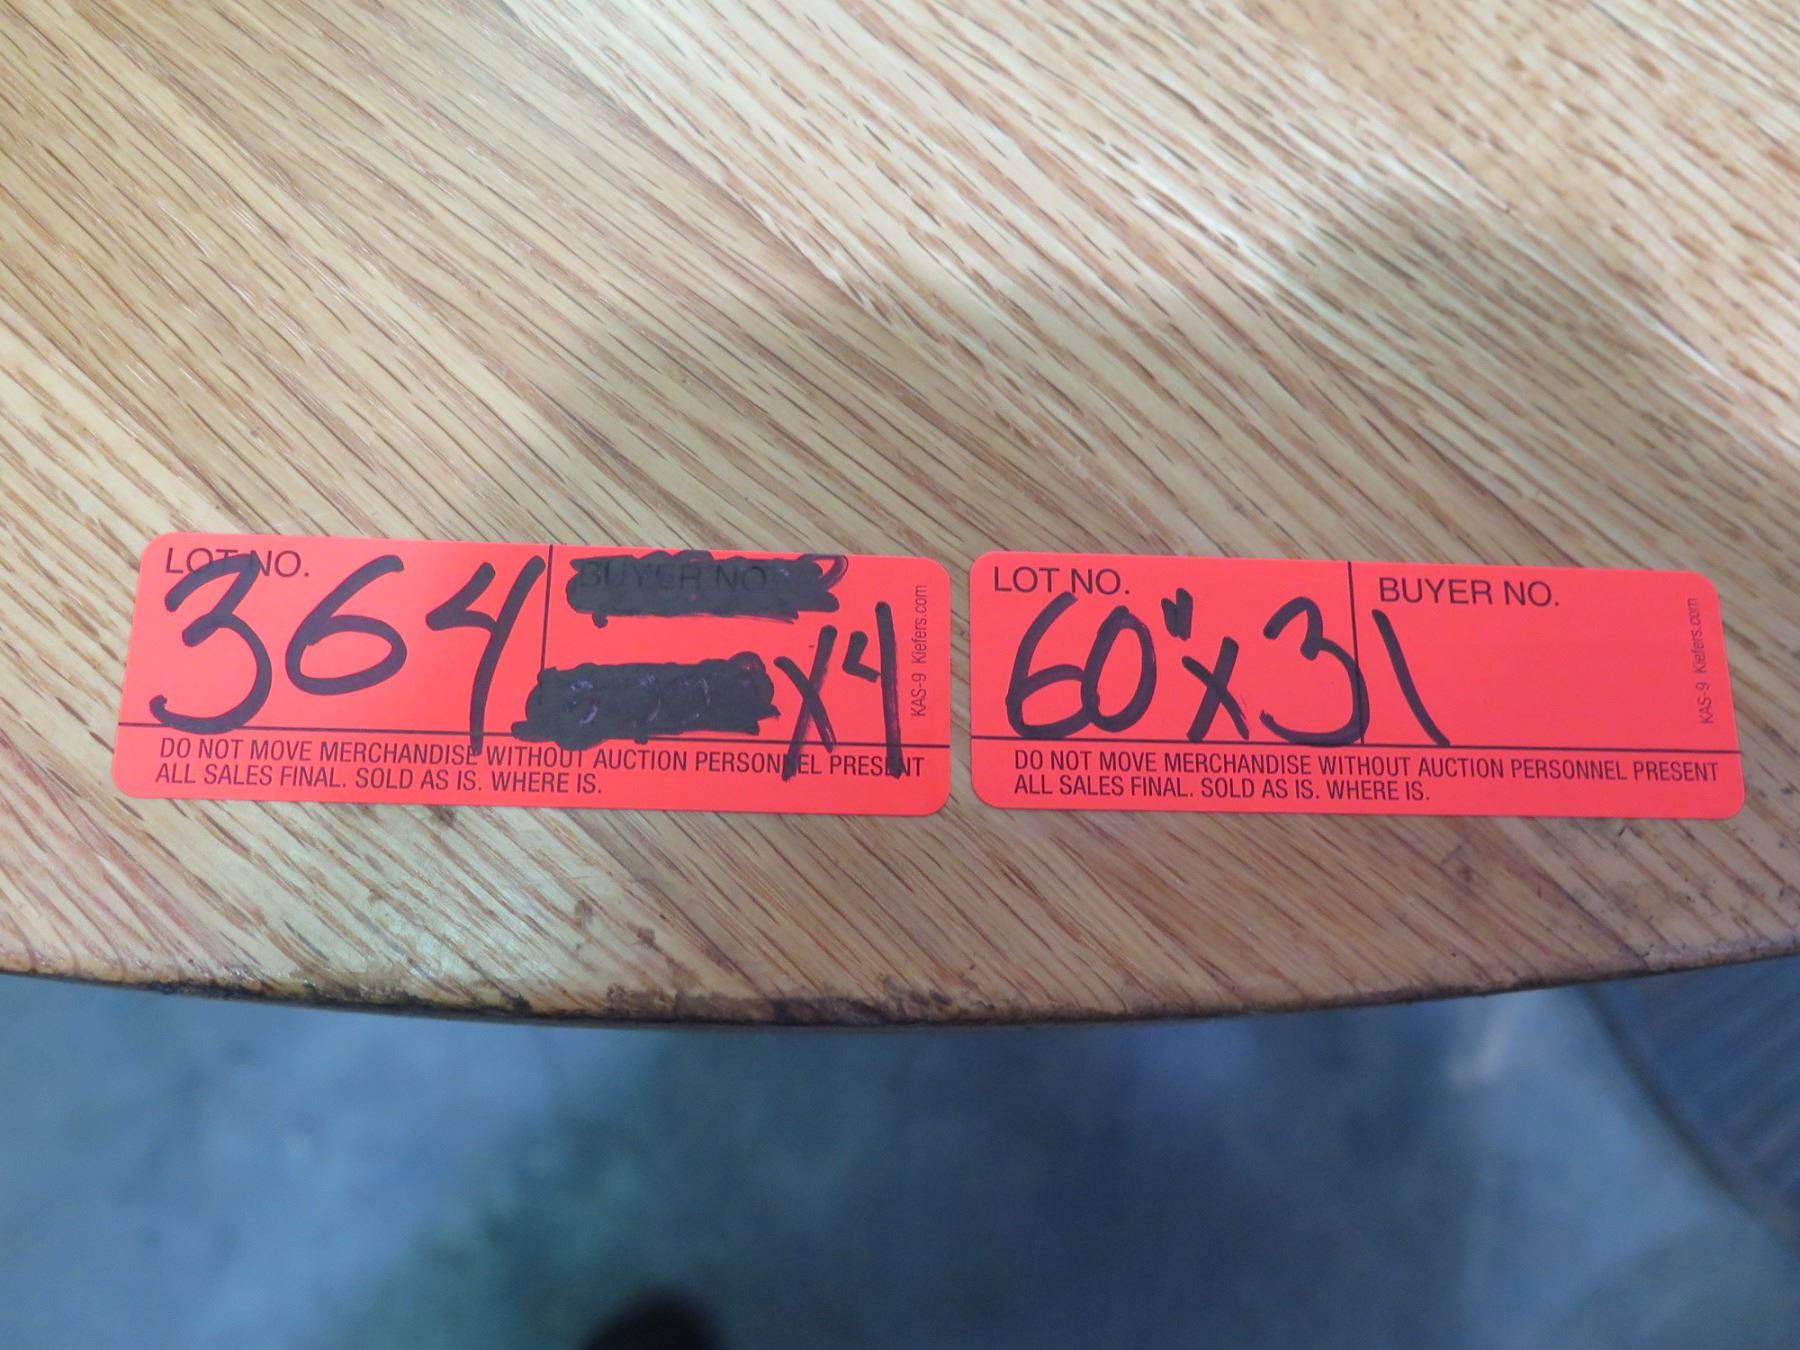 LOT NO.
BUYER NO.
364
x4
KAS-9 Kiefers.com
DO NOT MOVE MERCHANDISE WITHOUT AUCTION PERSONNEL PRESENT
ALL SALES FINAL. SOLD AS IS. WHERE IS.
LOT NO.
BUYER NO.
60"x31
KAS-9 Kiefers.com
DO NOT MOVE MERCHANDISE WITHOUT AUCTION PERSONNEL PRESENT
ALL SALES FINAL. SOLD AS IS. WHERE IS.